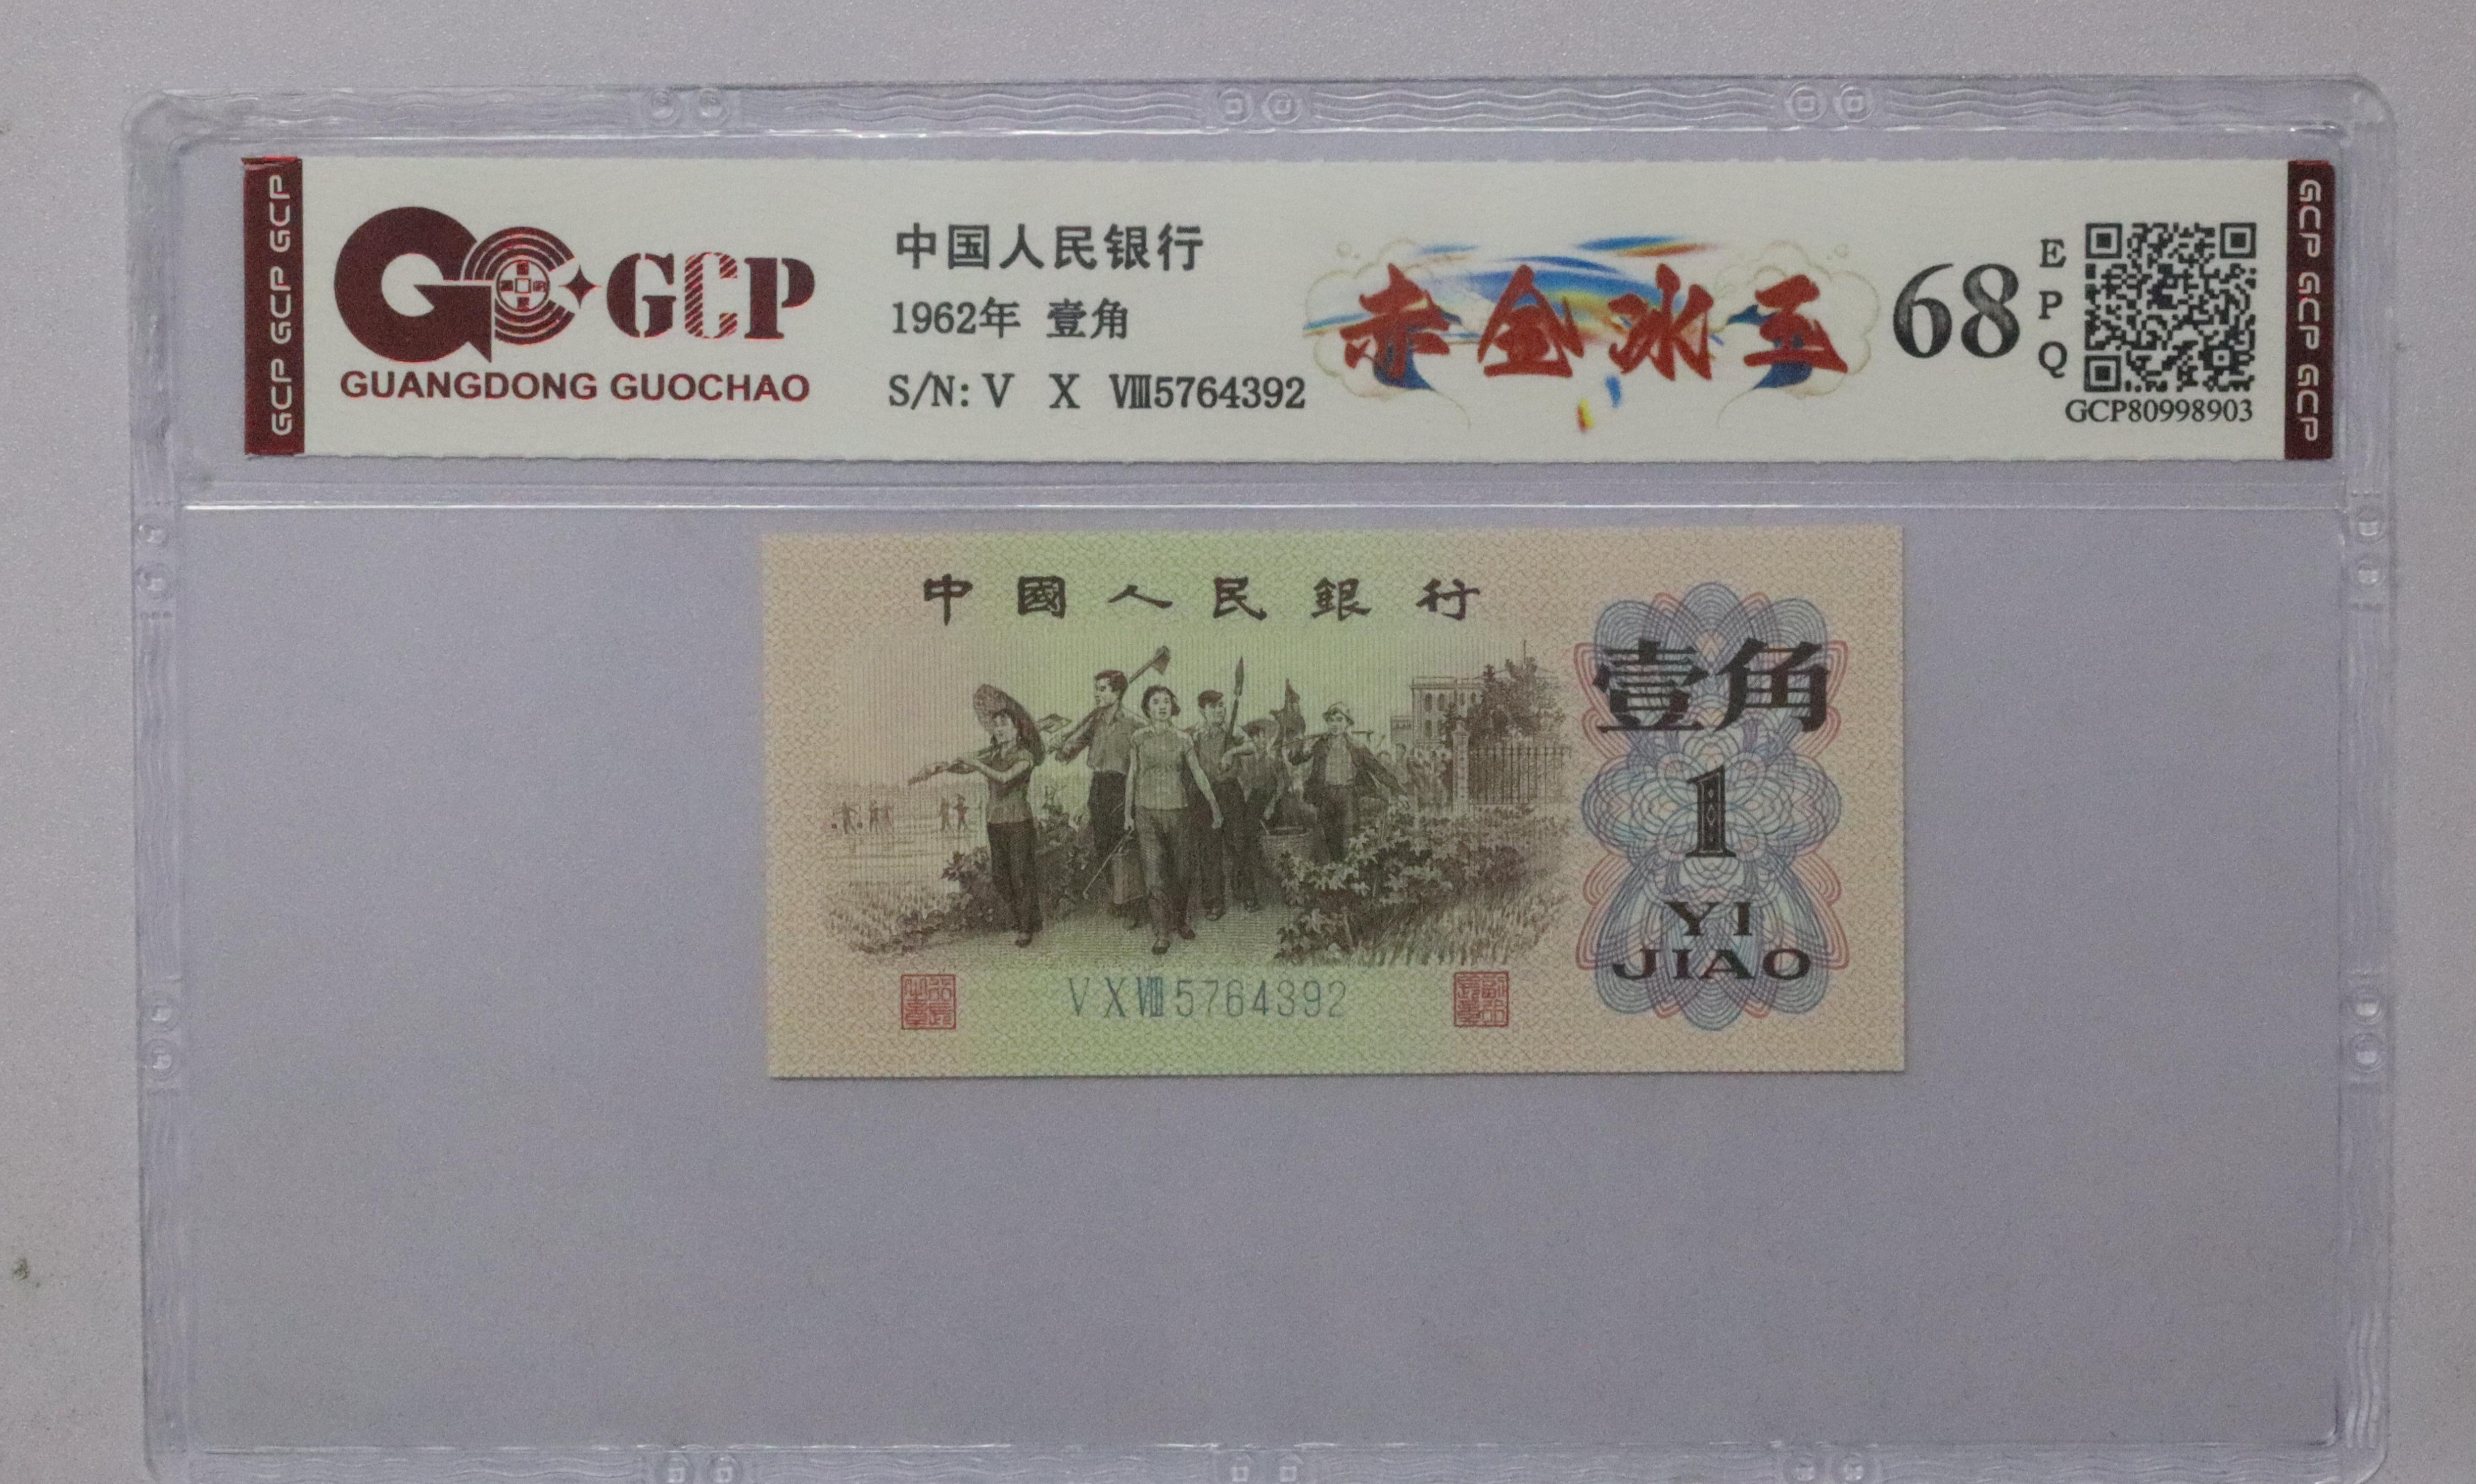 GCP GCP GCP
GCP
GUANGDONG GUOCHAO
中国人民银行
1962年 壹角
S/N: V X Ⅷ5764392
赤金冰玉
68
E
P
Q
GCP80998903
GCP GCP GCP
中國人民銀行
壹角
1
YI
JIAO
V X Ⅷ 5764392